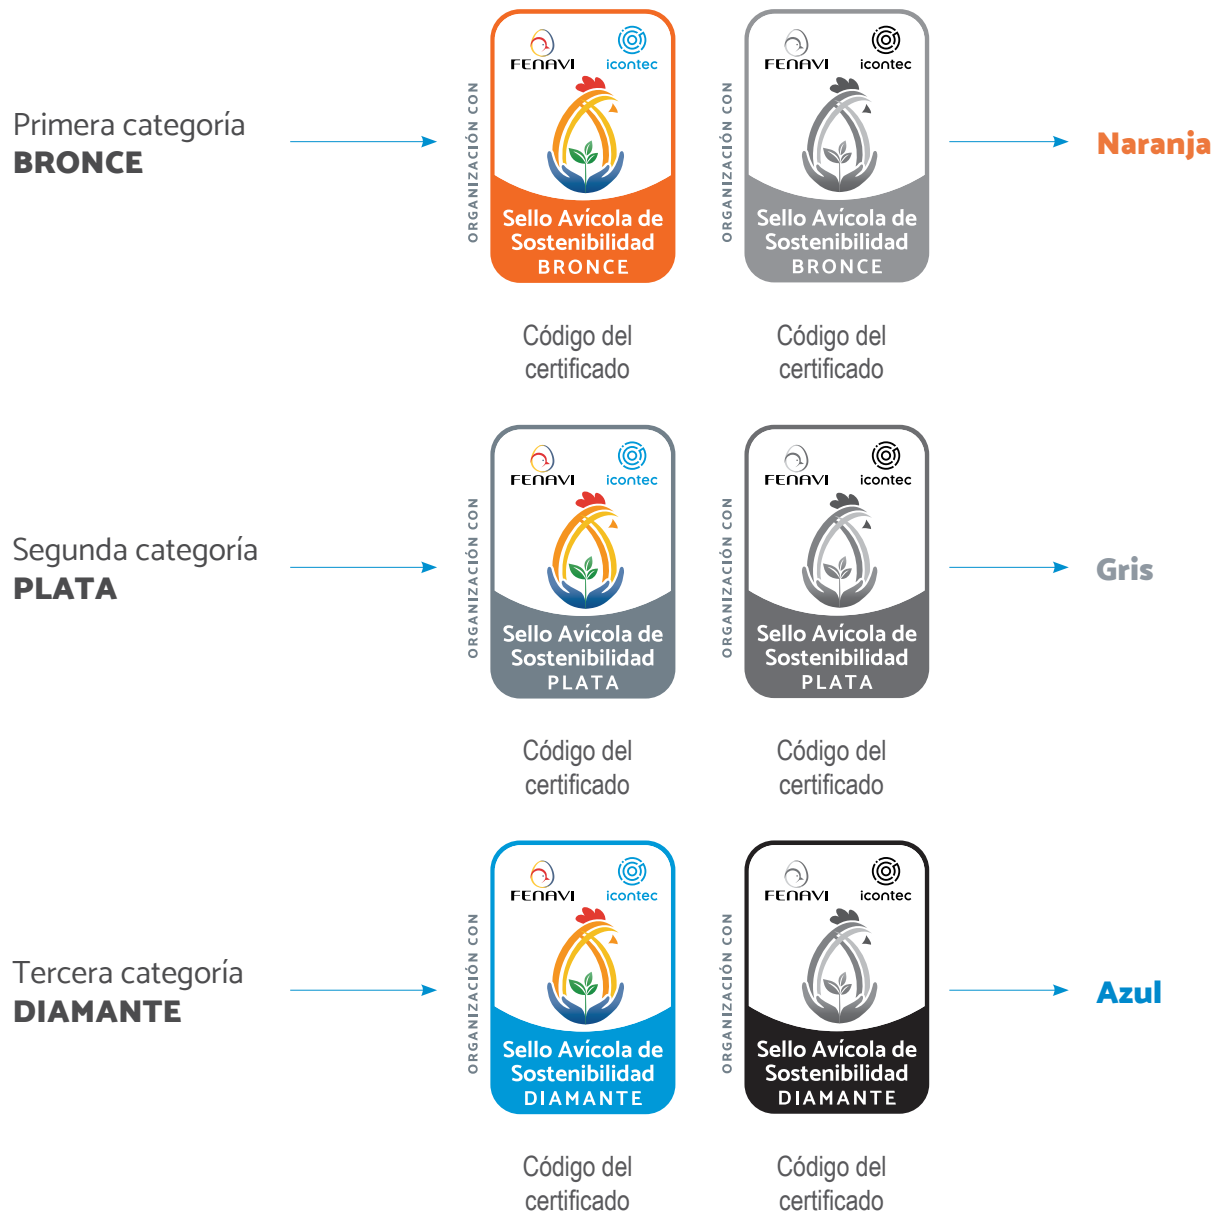 Primera categoría
BRONCE
ORGANIZACIÓN CON
FENAVI
icontec
Sello Avícola de
Sostenibilidad
BRONCE
Código del
certificado
ORGANIZACIÓN CON
FENAVI
icontec
Sello Avícola de
Sostenibilidad
BRONCE
Código del
certificado
Naranja
Segunda categoría
PLATA
ORGANIZACIÓN CON
FENAVI
icontec
Sello Avícola de
Sostenibilidad
PLATA
Código del
certificado
ORGANIZACIÓN CON
FENAVI
icontec
Sello Avícola de
Sostenibilidad
PLATA
Código del
certificado
Gris
Tercera categoría
DIAMANTE
ORGANIZACIÓN CON
FENAVI
icontec
Sello Avícola de
Sostenibilidad
DIAMANTE
Código del
certificado
ORGANIZACIÓN CON
FENAVI
icontec
Sello Avícola de
Sostenibilidad
DIAMANTE
Código del
certificado
Azul